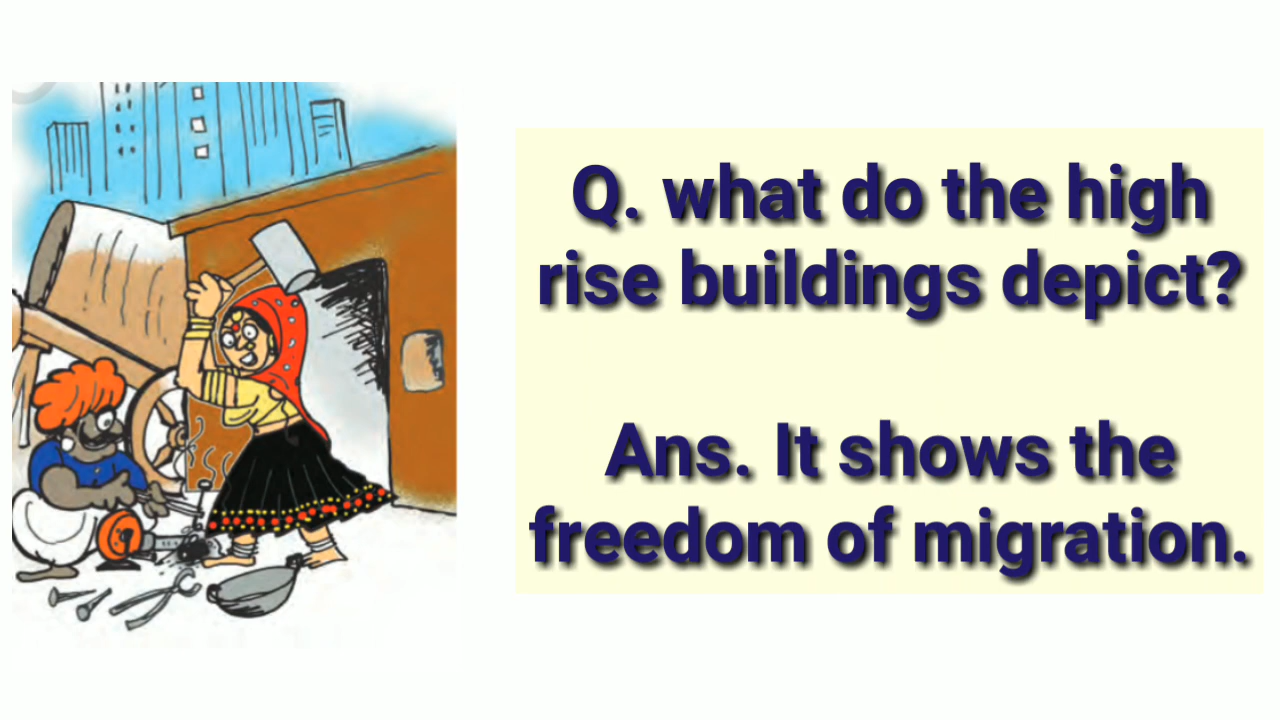 Q. what do the high
rise buildings depict?
Ans. It shows the
freedom of migration.